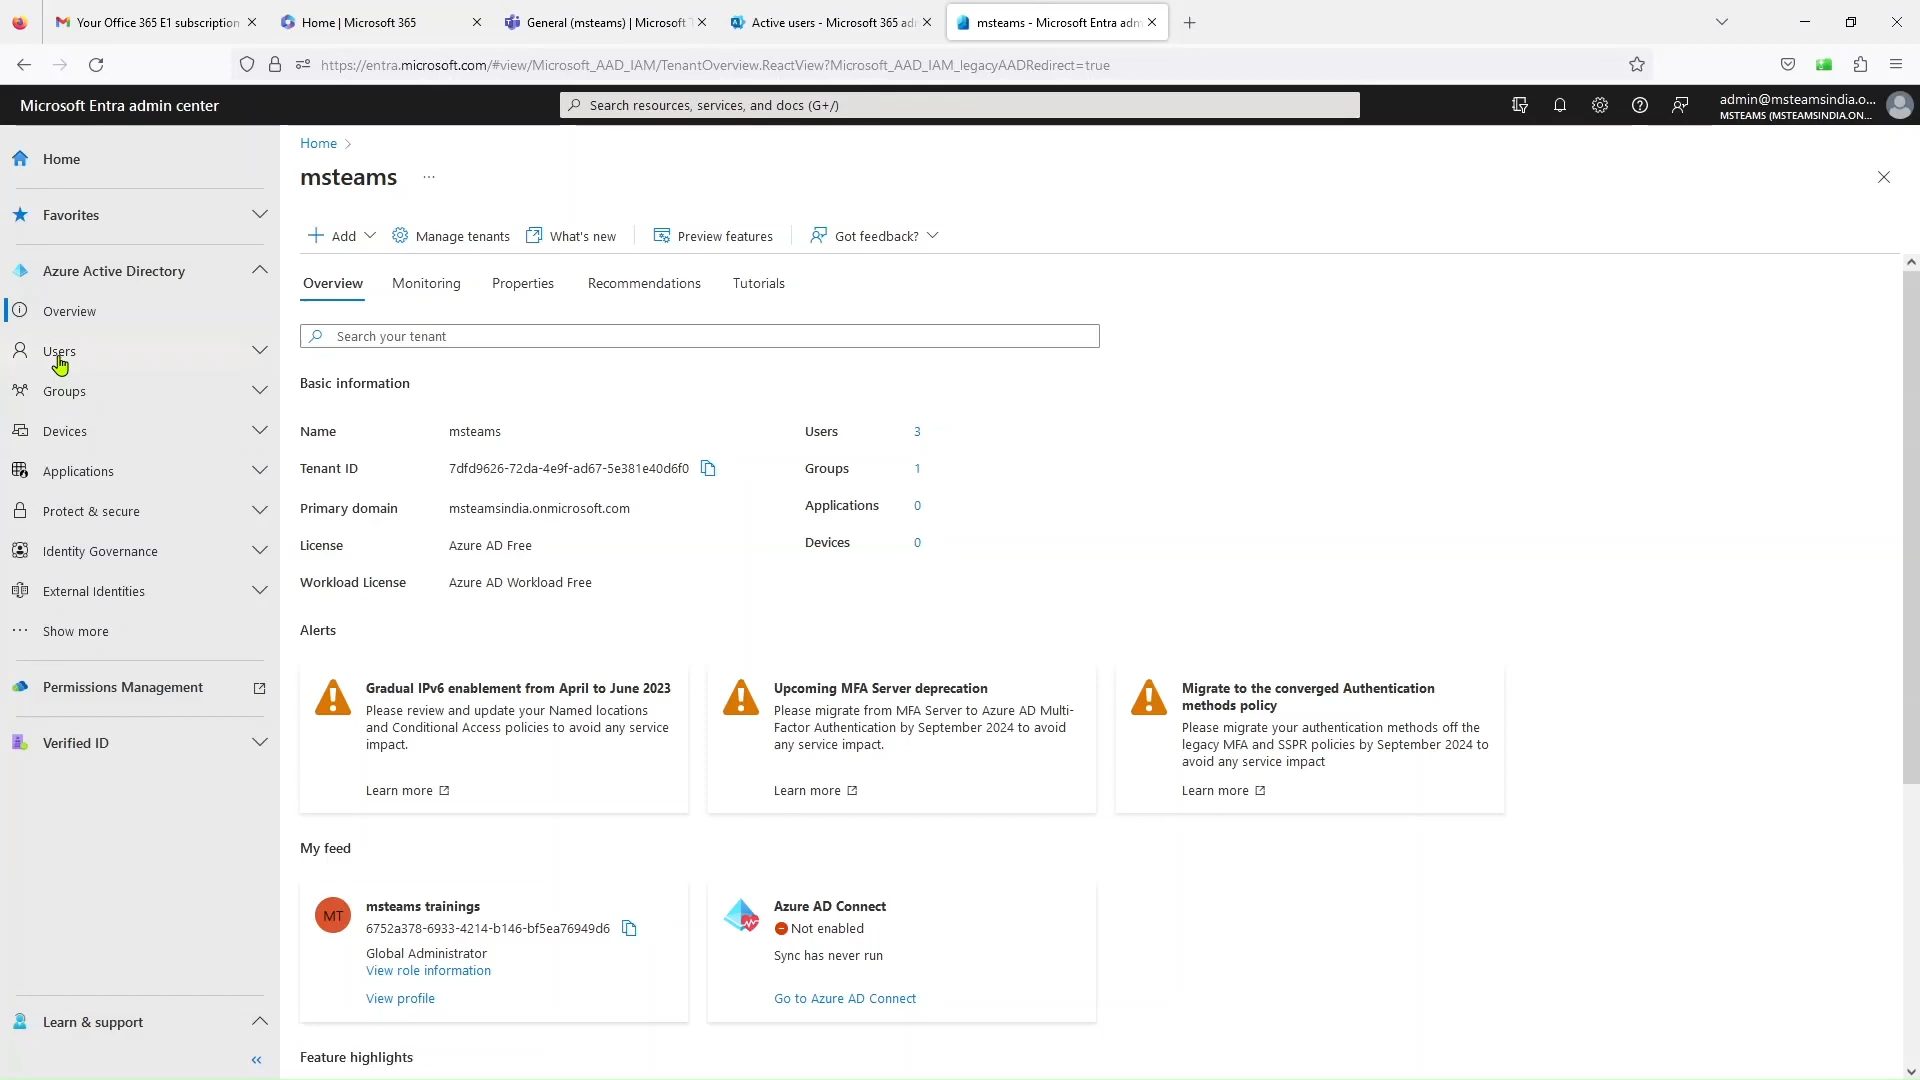 Your Office 365 E1 subscription
Home | Microsoft 365
General (msteams) | Microsoft T
Active users - Microsoft 365 adm
msteams - Microsoft Entra adm
https://entra.microsoft.com/#view/Microsoft_AAD_IAM/TenantOverview.ReactView?Microsoft_AAD_IAM_legacyAADRedirect=true
Microsoft Entra admin center
Search resources, services, and docs (G+/)
admin@msteamsindia.o...
MSTEAMS (MSTEAMSINDIA.ON...
Home
Favorites
Azure Active Directory
Overview
Users
Groups
Devices
Applications
Protect & secure
Identity Governance
External Identities
Show more
Permissions Management
Verified ID
Learn & support
Home
msteams
Add
Manage tenants
What's new
Preview features
Got feedback?
Overview
Monitoring
Properties
Recommendations
Tutorials
Search your tenant
Basic information
Name msteams
Tenant ID 7dfd9626-72da-4e9f-ad67-5e381e40d6f0
Primary domain msteamsindia.onmicrosoft.com
License Azure AD Free
Workload License Azure AD Workload Free
Users 3
Groups 1
Applications 0
Devices 0
Alerts
Gradual IPv6 enablement from April to June 2023
Please review and update your Named locations
and Conditional Access policies to avoid any service
impact.
Learn more
Upcoming MFA Server deprecation
Please migrate from MFA Server to Azure AD Multi-
Factor Authentication by September 2024 to avoid
any service impact.
Learn more
Migrate to the converged Authentication
methods policy
Please migrate your authentication methods off the
legacy MFA and SSPR policies by September 2024 to
avoid any service impact
Learn more
My feed
MT
msteams trainings
6752a378-6933-4214-b146-bf5ea76949d6
Global Administrator
View role information
View profile
Azure AD Connect
Not enabled
Sync has never run
Go to Azure AD Connect
Feature highlights